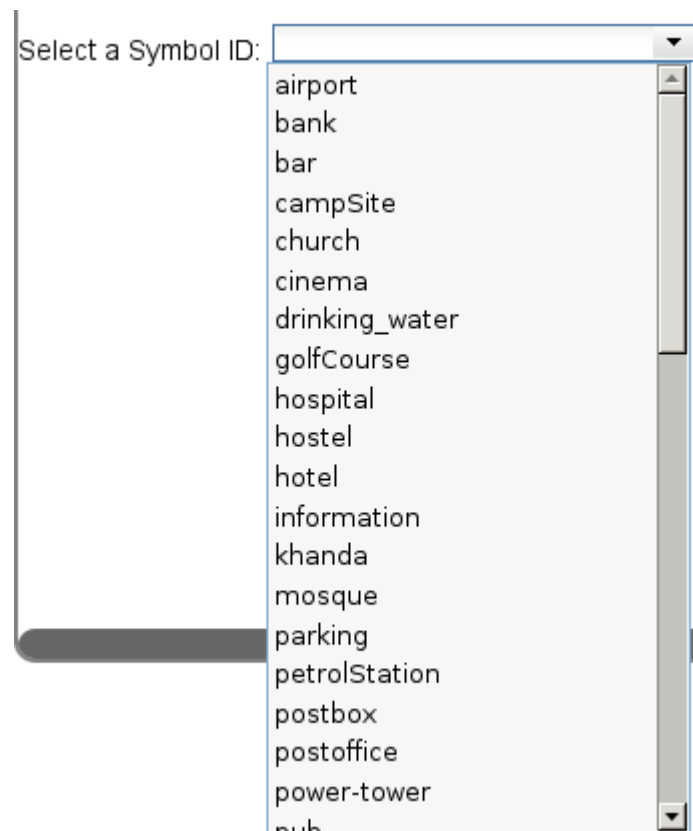 Select a Symbol ID:
airport
bank
bar
campSite
church
cinema
drinking_water
golfCourse
hospital
hostel
hotel
information
khanda
mosque
parking
petrolStation
postbox
postoffice
power-tower
pub